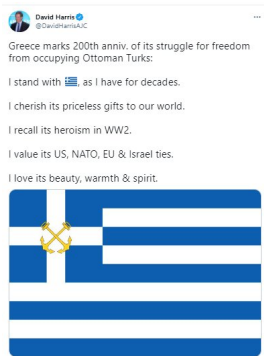 David Harris
@DavidHarrisAJC
Greece marks 200th anniv. of its struggle for freedom
from occupying Ottoman Turks:
I stand with 🇬🇷, as I have for decades.
I cherish its priceless gifts to our world.
I recall its heroism in WW2.
I value its US, NATO, EU & Israel ties.
I love its beauty, warmth & spirit.